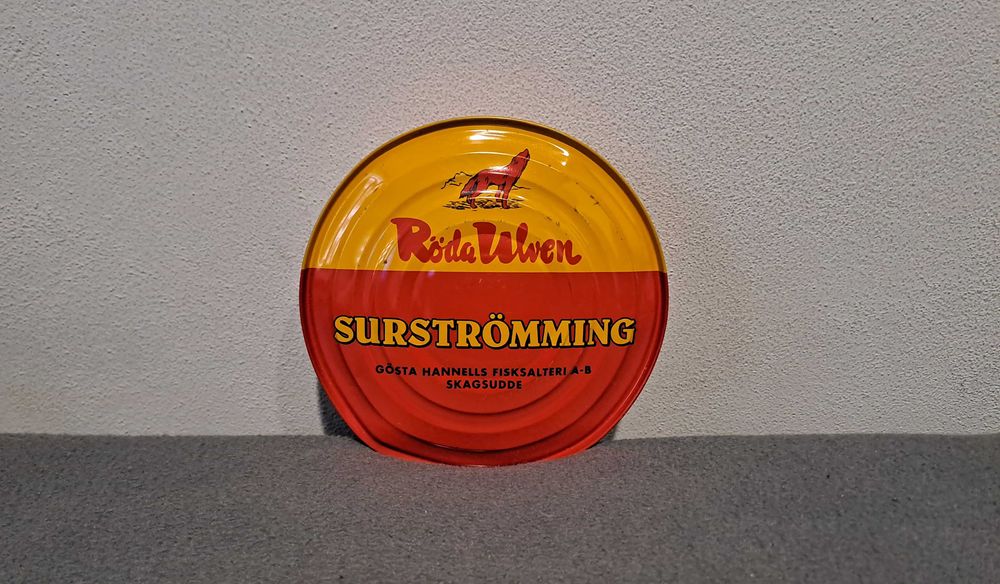 Röda Ulven
SURSTRÖMMING
GÖSTA HANNELLS FISKSALTERI A-B
SKAGSUDDE